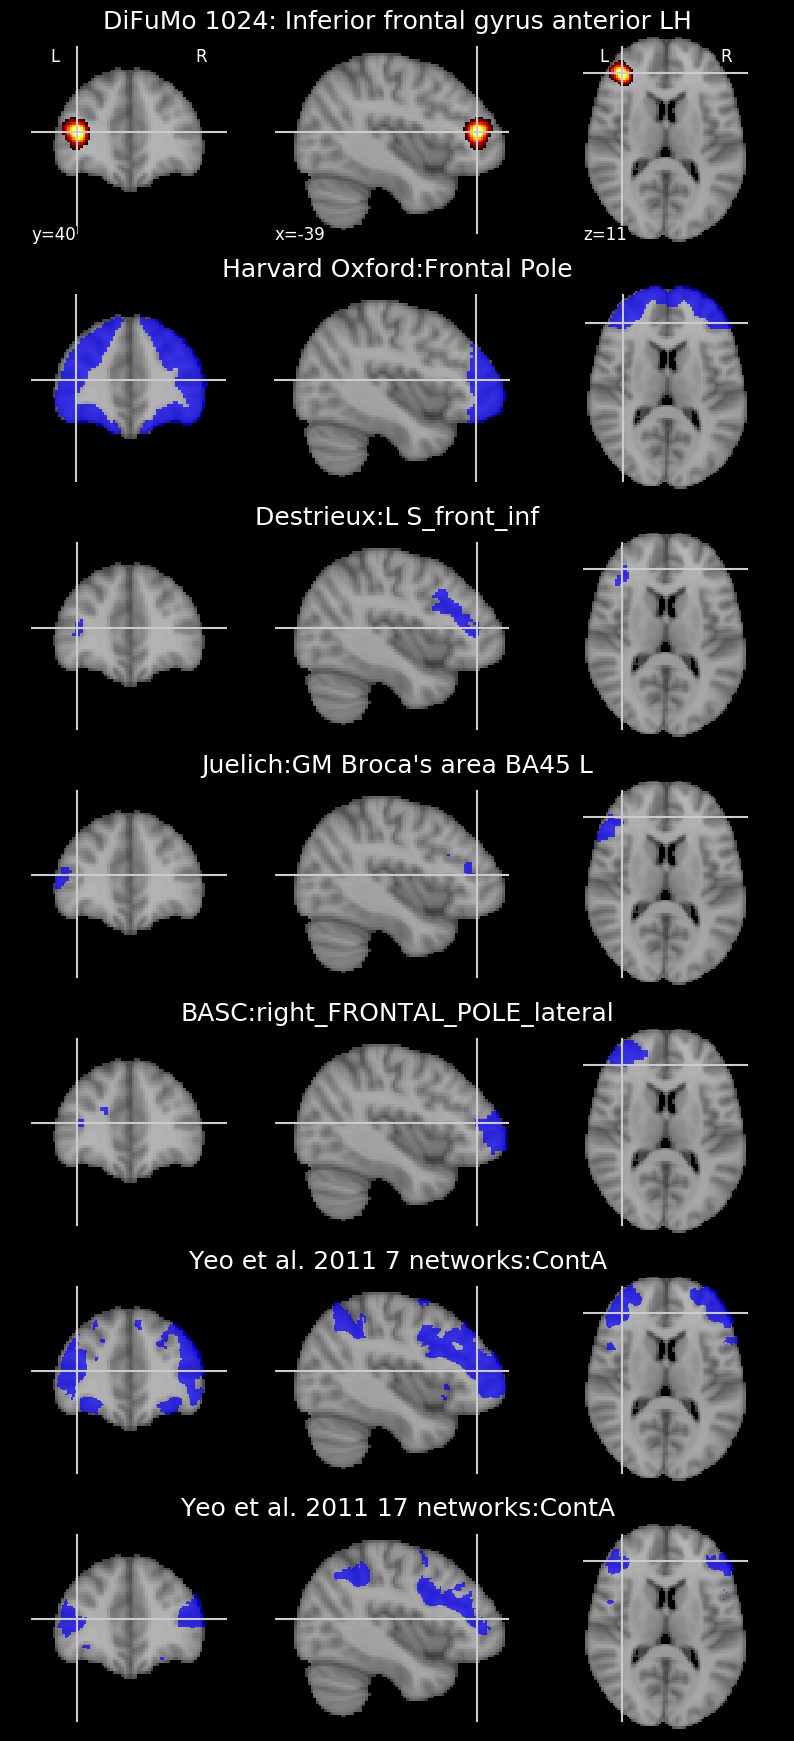 DiFuMo 1024: Inferior frontal gyrus anterior LH
L R L R
y=40 x=-39 z=11
Harvard Oxford:Frontal Pole
Destrieux:L S_front_inf
Juelich:GM Broca's area BA45 L
BASC:right_FRONTAL_POLE_lateral
Yeo et al. 2011 7 networks:ContA
Yeo et al. 2011 17 networks:ContA